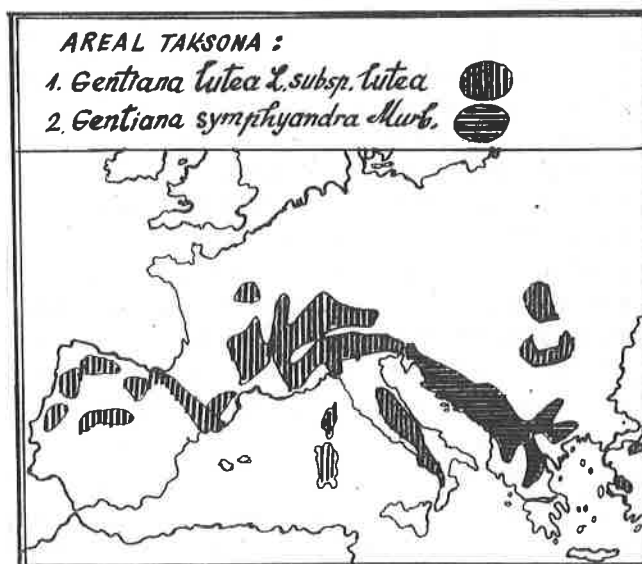 AREAL TAKSONA :
1. Gentiana lutea L. subsp. lutea
2. Gentiana symphyandra Murb.